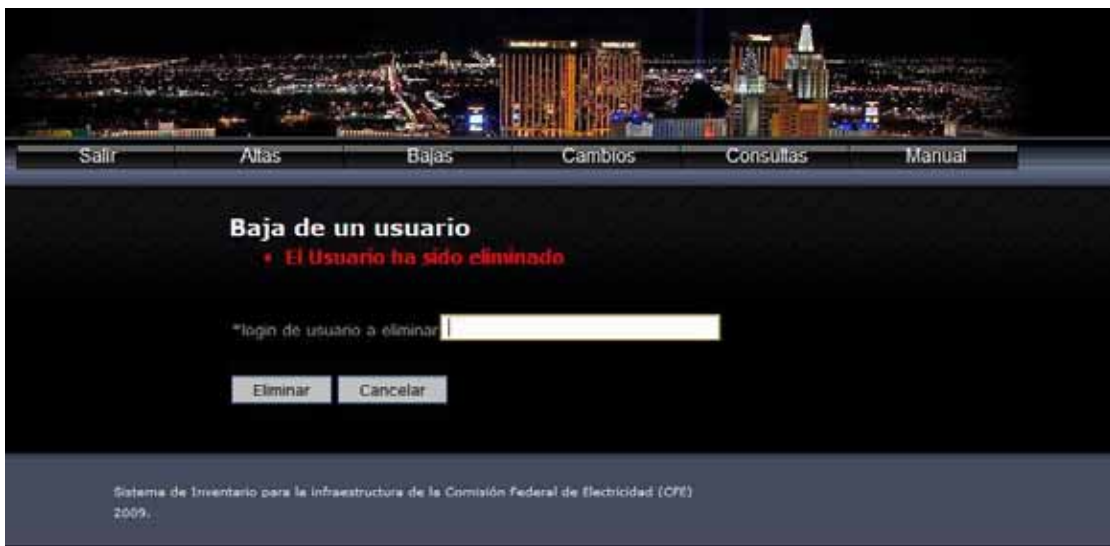 Salir Altas Bajas Cambios Consultas Manual
Baja de un usuario
• El Usuario ha sido eliminado
*login de usuario a eliminar
Eliminar Cancelar
Sistema de Inventario para la infraestructura de la Comisión Federal de Electricidad (CFE)
2009.